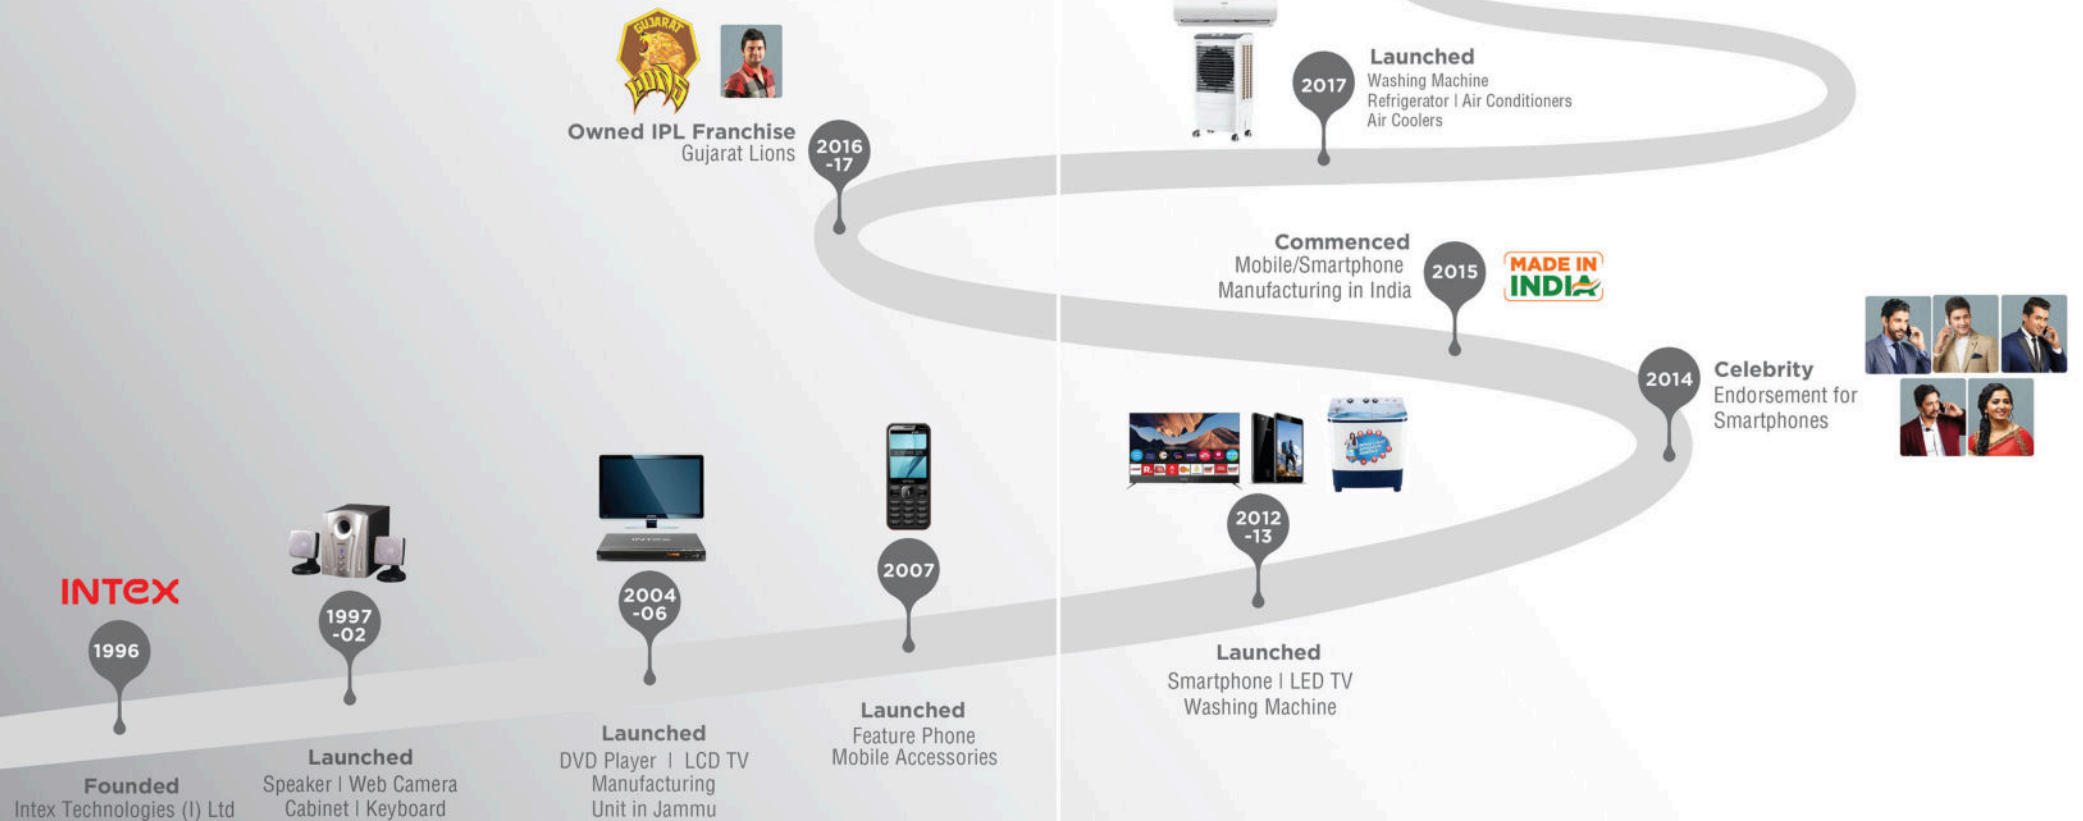 GUJARAT
LIONS
Owned IPL Franchise
Gujarat Lions
2016
-17
2017
Launched
Washing Machine
Refrigerator | Air Conditioners
Air Coolers
Commenced
Mobile/Smartphone
Manufacturing in India
2015
MADE IN
INDIA
2014
Celebrity
Endorsement for
Smartphones
INTex
1996
Founded
Intex Technologies (I) Ltd
1997
-02
Launched
Speaker | Web Camera
Cabinet | Keyboard
INTex
2004
-06
Launched
DVD Player | LCD TV
Manufacturing
Unit in Jammu
2007
Launched
Feature Phone
Mobile Accessories
2012
-13
Launched
Smartphone | LED TV
Washing Machine